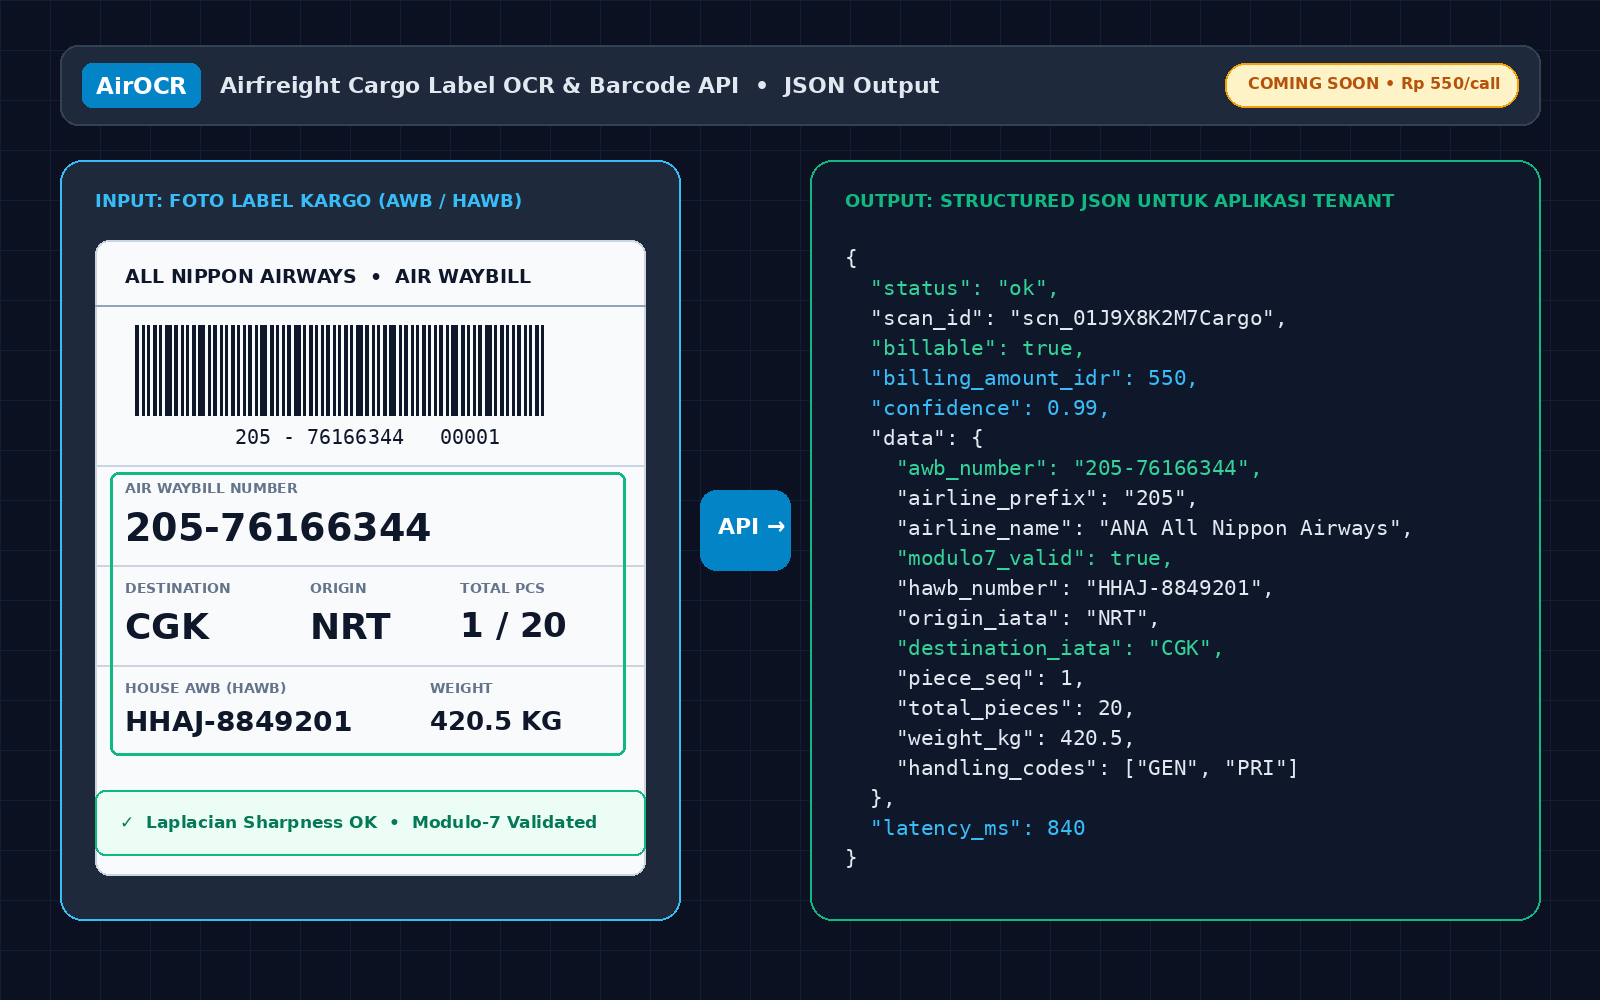 AirOCR Airfreight Cargo Label OCR & Barcode API • JSON Output
COMING SOON • Rp 550/call
INPUT: FOTO LABEL KARGO (AWB / HAWB)
ALL NIPPON AIRWAYS • AIR WAYBILL
205 - 76166344 00001
AIR WAYBILL NUMBER
205-76166344
DESTINATION ORIGIN TOTAL PCS
CGK NRT 1 / 20
HOUSE AWB (HAWB) WEIGHT
HHAJ-8849201 420.5 KG
✓ Laplacian Sharpness OK • Modulo-7 Validated
API →
OUTPUT: STRUCTURED JSON UNTUK APLIKASI TENANT
{
"status": "ok",
"scan_id": "scn_01J9X8K2M7Cargo",
"billable": true,
"billing_amount_idr": 550,
"confidence": 0.99,
"data": {
"awb_number": "205-76166344",
"airline_prefix": "205",
"airline_name": "ANA All Nippon Airways",
"modulo7_valid": true,
"hawb_number": "HHAJ-8849201",
"origin_iata": "NRT",
"destination_iata": "CGK",
"piece_seq": 1,
"total_pieces": 20,
"weight_kg": 420.5,
"handling_codes": ["GEN", "PRI"]
},
"latency_ms": 840
}